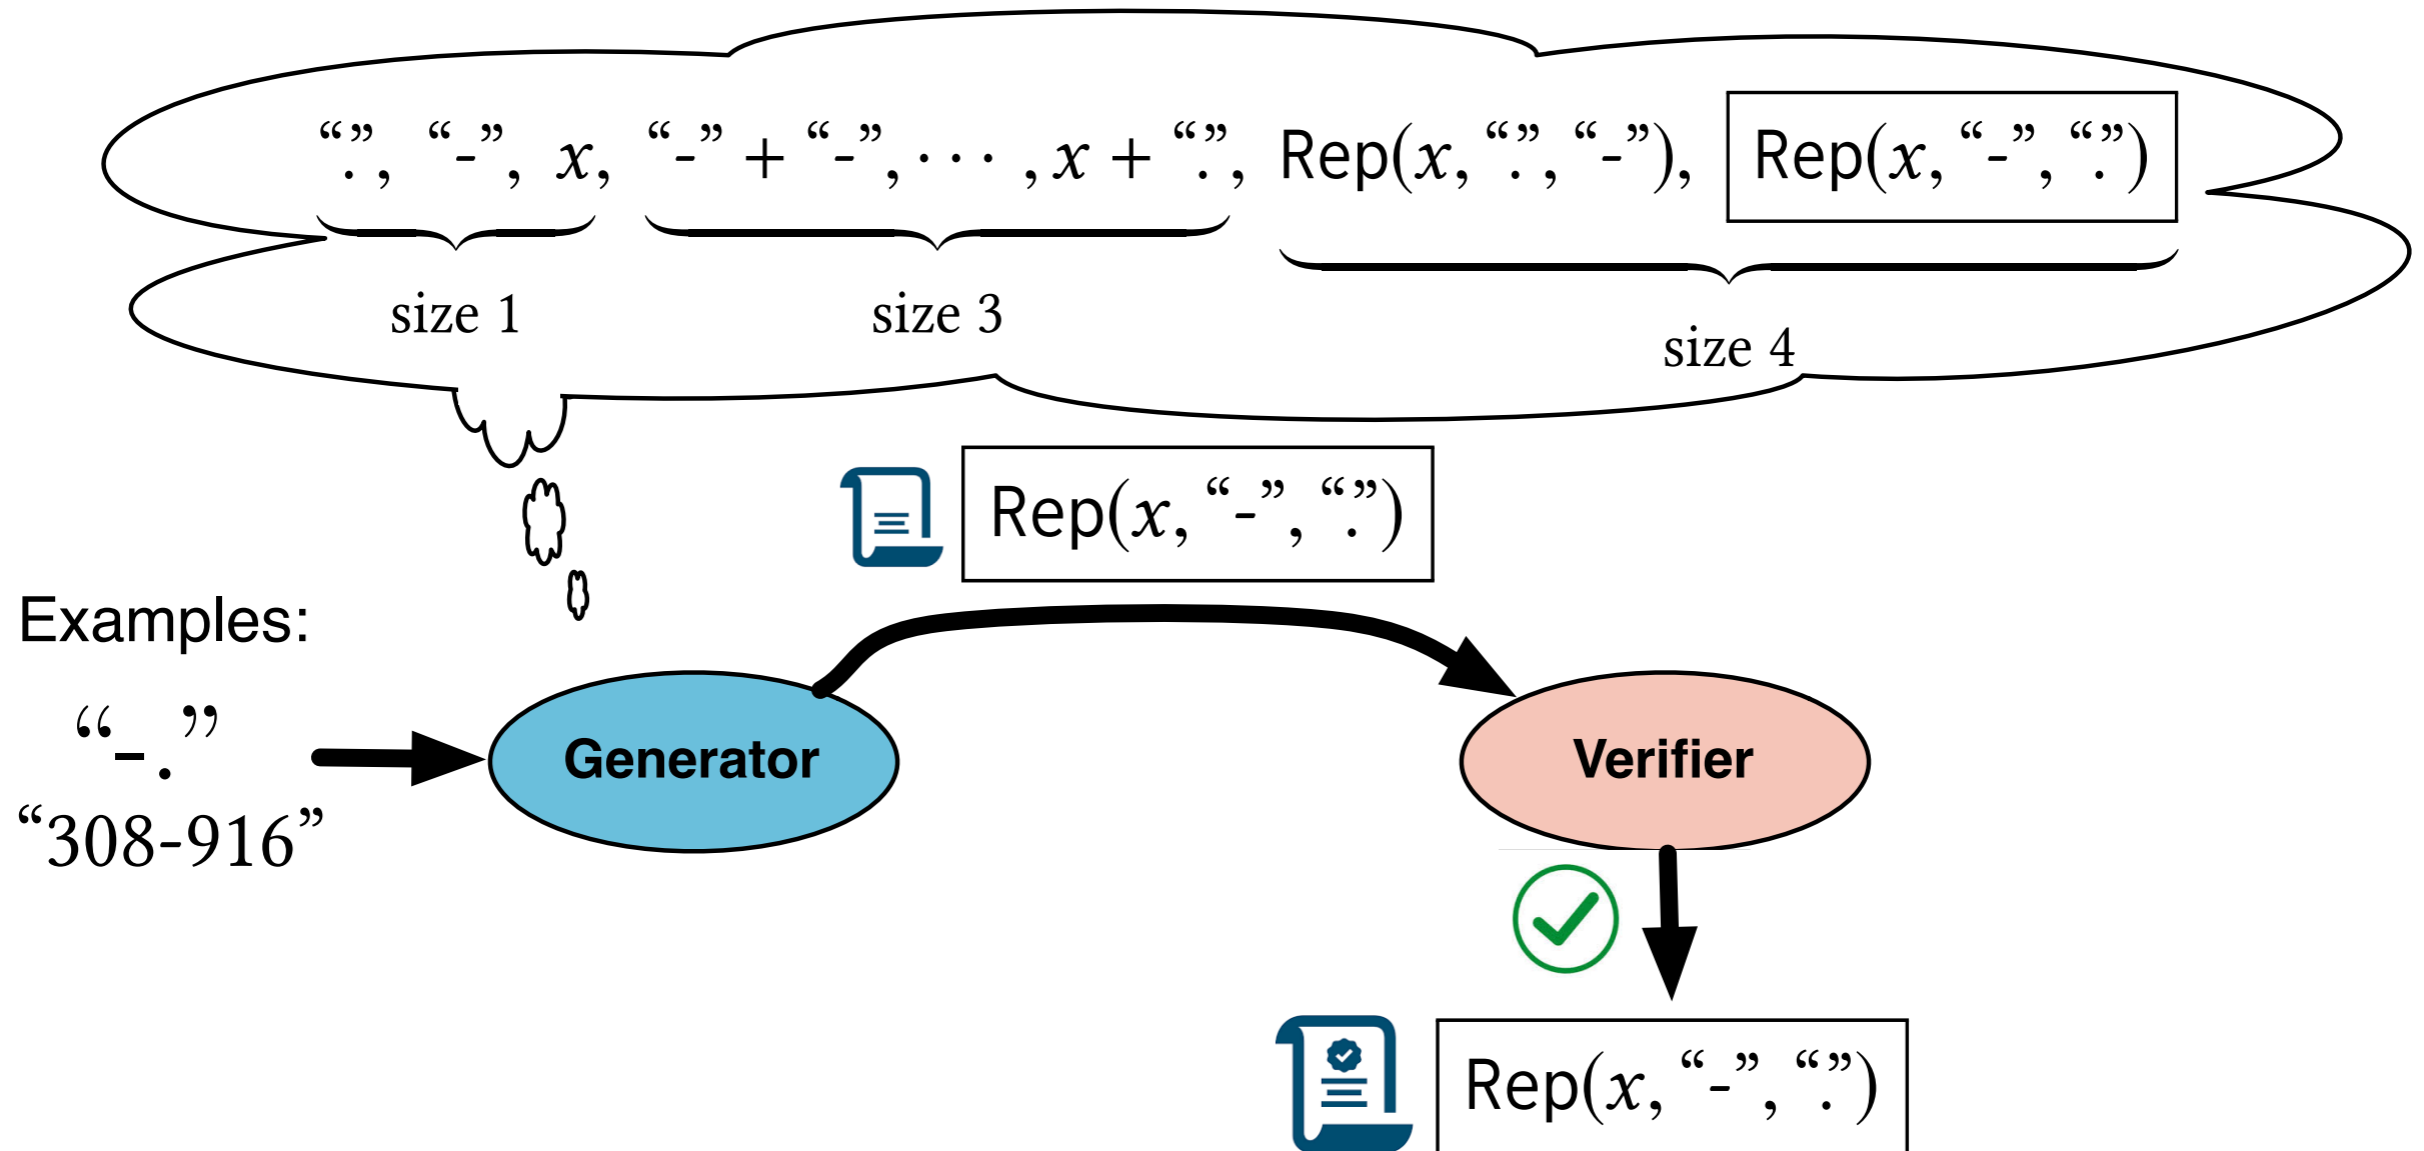 “.”, “-”, x, “-” + “-”, ··· , x + “.”, Rep(x, “.”, “-”), Rep(x, “-”, “.”)
size 1
size 3
size 4
Rep(x, “-”, “.”)
Examples:
“-.”
“308-916”
Generator
Verifier
Rep(x, “-”, “.”)